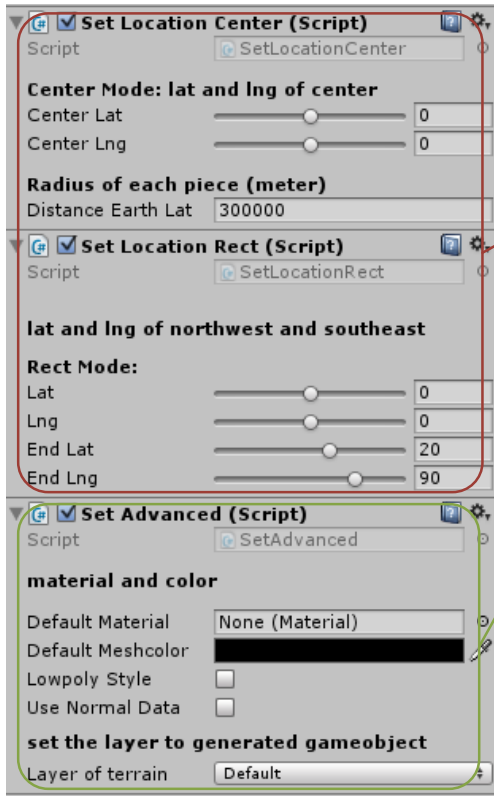 Set Location Center (Script)
Script SetLocationCenter
Center Mode: lat and lng of center
Center Lat 0
Center Lng 0
Radius of each piece (meter)
Distance Earth Lat 300000
Set Location Rect (Script)
Script SetLocationRect
lat and lng of northwest and southeast
Rect Mode:
Lat 0
Lng 0
End Lat 20
End Lng 90
Set Advanced (Script)
Script SetAdvanced
material and color
Default Material None (Material)
Default Meshcolor
Lowpoly Style
Use Normal Data
set the layer to generated gameobject
Layer of terrain Default